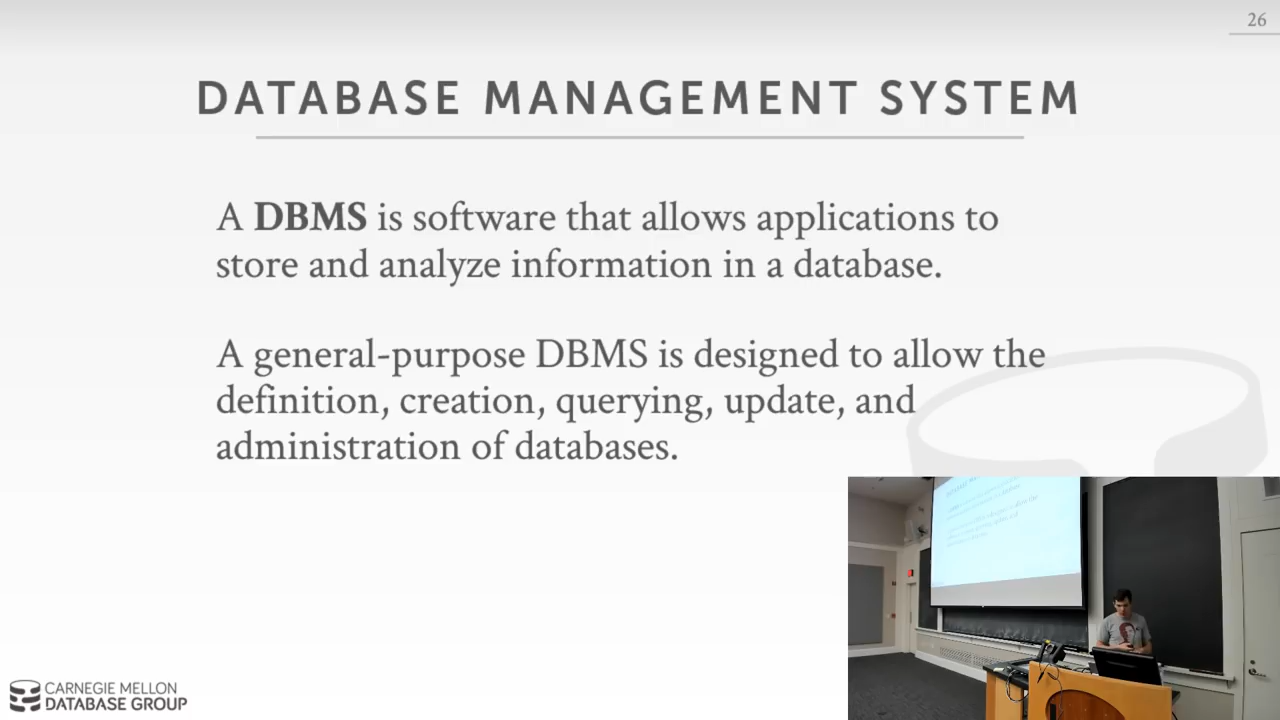 26
DATABASE MANAGEMENT SYSTEM
A DBMS is software that allows applications to
store and analyze information in a database.
A general-purpose DBMS is designed to allow the
definition, creation, querying, update, and
administration of databases.
CARNEGIE MELLON
DATABASE GROUP